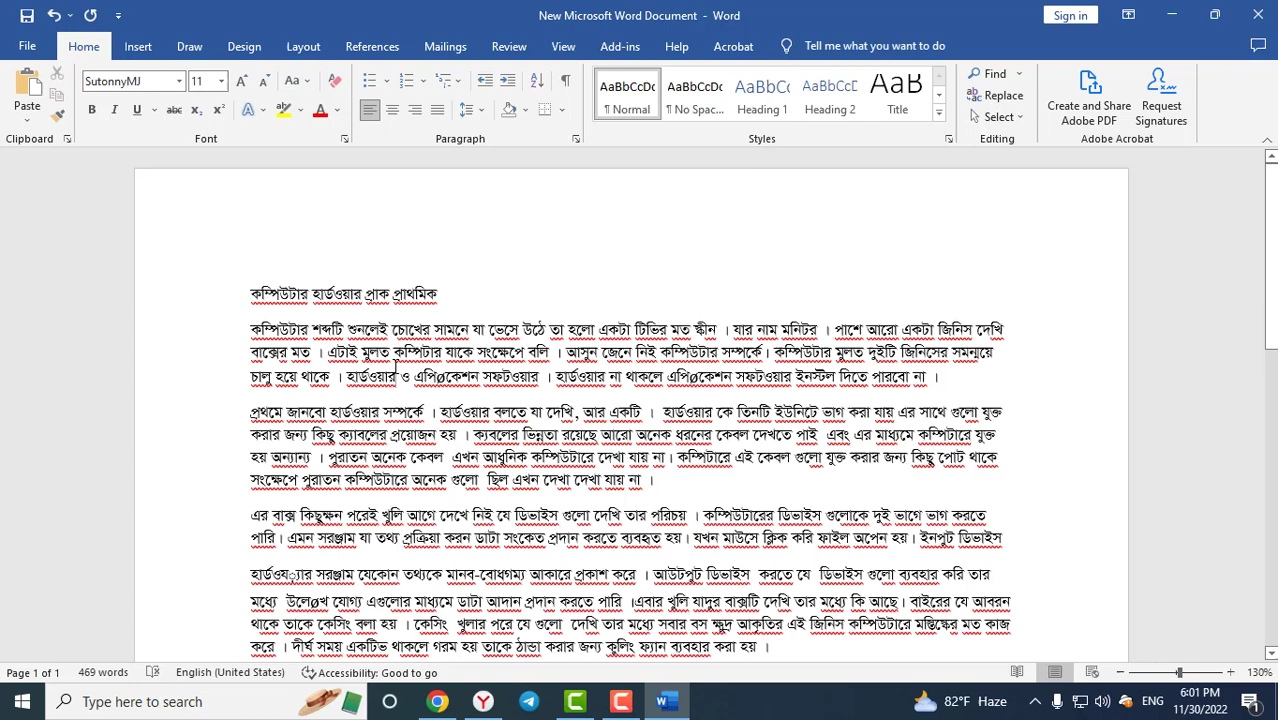 New Microsoft Word Document - Word
Sign in
File Home Insert Draw Design Layout References Mailings Review View Add-ins Help Acrobat Tell me what you want to do
Paste
SutonnyMJ 11
Aa
AaBbCcDc AaBbCcDc AaBbCc AaBbCcD AaB
¶ Normal ¶ No Spac... Heading 1 Heading 2 Title
Find
Replace
Select
Create and Share Adobe PDF
Request Signatures
Clipboard Font Paragraph Styles Editing Adobe Acrobat
কম্পিউটার হার্ডওয়ার প্রাক প্রাথমিক
কম্পিউটার শব্দটি শুনলেই চোখের সামনে যা ভেসে উঠে তা হলো একটা টিভির মত স্কীন । যার নাম মনিটর । পাশে আরো একটা জিনিস দেখি
বাক্সের মত । এটাই মুলত কম্পিটার যাকে সংক্ষেপে বলি । আসুন জেনে নিই কম্পিউটার সম্পর্কে। কম্পিউটার মুলত দুইটি জিনিসের সমন্ময়ে
চালু হয়ে থাকে । হার্ডওয়ার ও এপিøকেশন সফটওয়ার । হার্ডওয়ার না থাকলে এপিøকেশন সফটওয়ার ইনস্টল দিতে পারবো না ।
প্রথমে জানবো হার্ডওয়ার সম্পর্কে । হার্ডওয়ার বলতে যা দেখি, আর একটি । হার্ডওয়ার কে তিনটি ইউনিটে ভাগ করা যায় এর সাথে গুলো যুক্ত
করার জন্য কিছু ক্যাবলের প্রয়োজন হয় । ক্যবলের ভিন্নতা রয়েছে আরো অনেক ধরনের কেবল দেখতে পাই এবং এর মাধ্যমে কম্পিটারে যুক্ত
হয় অন্যান্য । পুরাতন অনেক কেবল এখন আধুনিক কম্পউটারে দেখা যায় না। কম্পিটারে এই কেবল গুলো যুক্ত করার জন্য কিছু পোট থাকে
সংক্ষেপে পুরাতন কম্পিউটারে অনেক গুলো ছিল এখন দেখা দেখা যায় না ।
এর বাক্স কিছুক্ষন পরেই খুলি আগে দেখে নিই যে ডিভাইস গুলো দেখি তার পরিচয় । কম্পিউটারের ডিভাইস গুলোকে দুই ভাগে ভাগ করতে
পারি। এমন সরঞ্জাম যা তথ্য প্রক্রিয়া করন ডাটা সংকেত প্রদান করতে ব্যবহৃত হয়। যখন মাউসে ক্লিক করি ফাইল অপেন হয়। ইনপুট ডিভাইস
হার্ডওয্যার সরঞ্জাম যেকোন তথ্যকে মানব-বোধগম্য আকারে প্রকাশ করে । আউটপুট ডিভাইস করতে যে ডিভাইস গুলো ব্যবহার করি তার
মধ্যে উলেøখ যোগ্য এগুলোর মাধ্যমে ডাটা আদান প্রদান করতে পারি ।এবার খুলি যাদুর বাক্সটি দেখি তার মধ্যে কি আছে। বাইরের যে আবরন
থাকে তাকে কেসিং বলা হয় । কেসিং খুলার পরে যে গুলো দেখি তার মধ্যে সবার বস ক্ষুদ্র আকৃতির এই জিনিস কম্পিউটারে মস্তিস্কের মত কাজ
করে । দীর্ঘ সময় একটিভ থাকলে গরম হয় তাকে ঠান্ডা করার জন্য কুলিং ফ্যান ব্যবহার করা হয় ।
Page 1 of 1 469 words English (United States) Accessibility: Good to go 130%
Type here to search
82°F Haze ENG 6:01 PM 11/30/2022